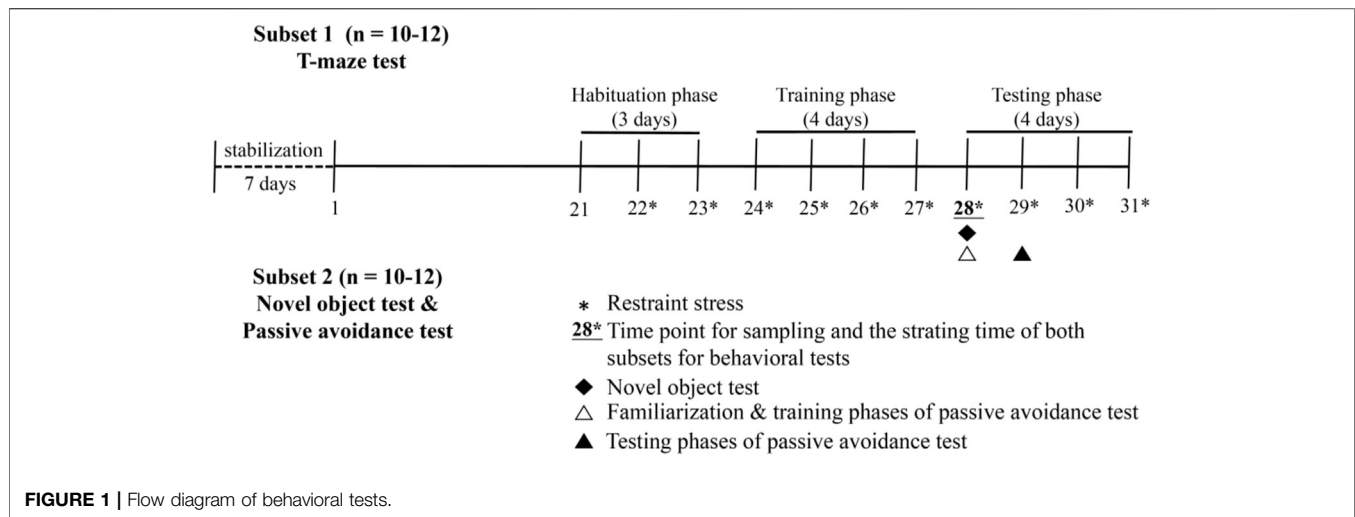 Subset 1 (n = 10-12)
T-maze test
Habituation phase
(3 days)
Training phase
(4 days)
Testing phase
(4 days)
stabilization
7 days
1
21
22*
23*
24*
25*
26*
27*
28*
29*
30*
31*
Subset 2 (n = 10-12)
Novel object test &
Passive avoidance test
* Restraint stress
28* Time point for sampling and the strating time of both
subsets for behavioral tests
◆ Novel object test
△ Familiarization & training phases of passive avoidance test
▲ Testing phases of passive avoidance test
FIGURE 1 | Flow diagram of behavioral tests.